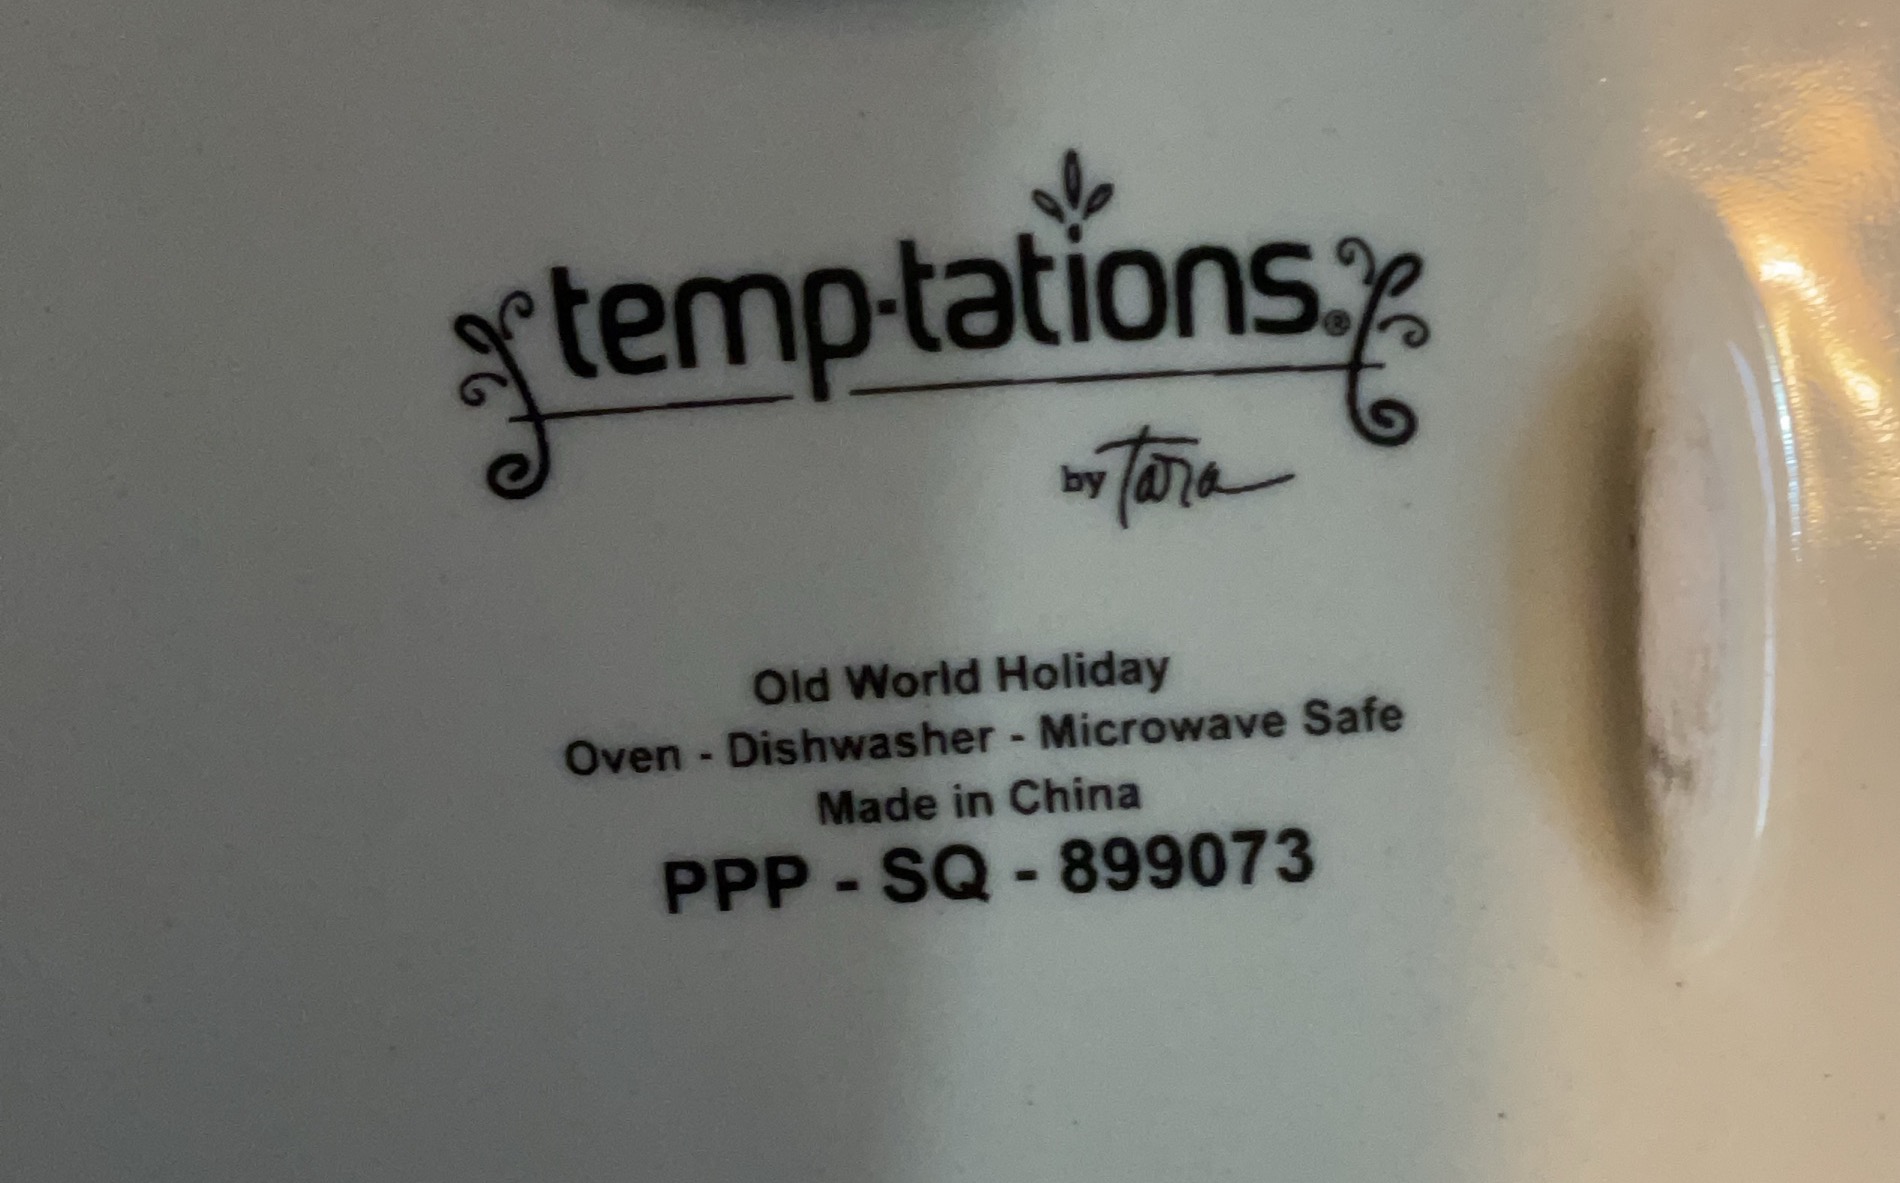 temp-tations®
by Tara
Old World Holiday
Oven - Dishwasher - Microwave Safe
Made in China
PPP - SQ - 899073